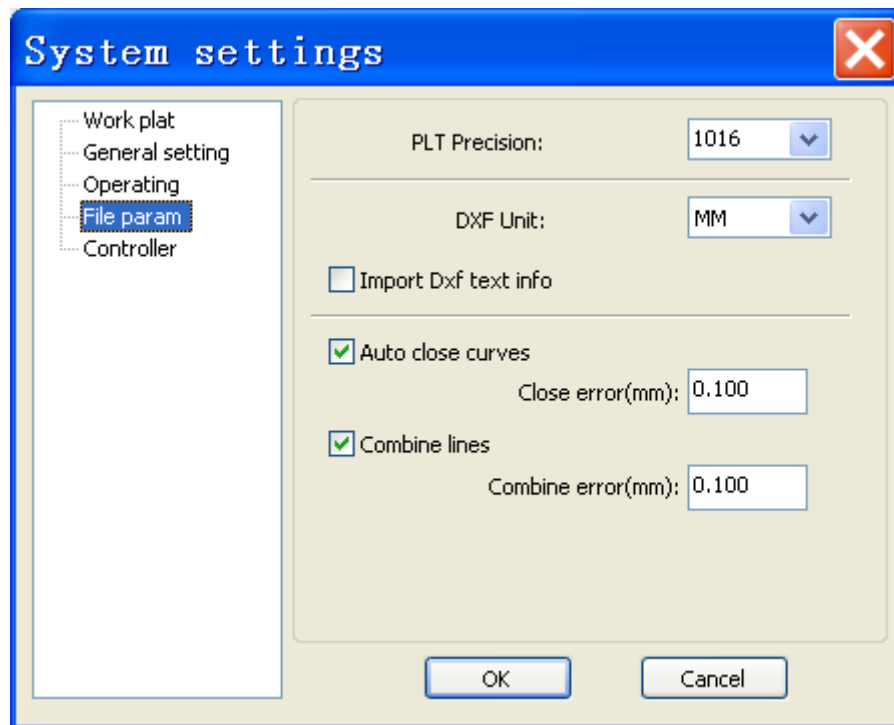 System settings
Work plat
General setting
Operating
File param
Controller
PLT Precision: 1016
DXF Unit: MM
Import Dxf text info
Auto close curves
Close error(mm): 0.100
Combine lines
Combine error(mm): 0.100
OK Cancel